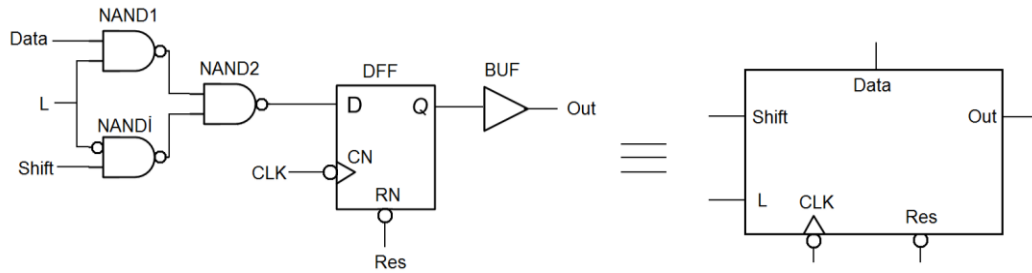 NAND1
Data
NAND2
DFF
BUF
L
D
Q
Out
NANDİ
Shift
CLK
CN
RN
Res
Data
Shift
Out
L
CLK
Res